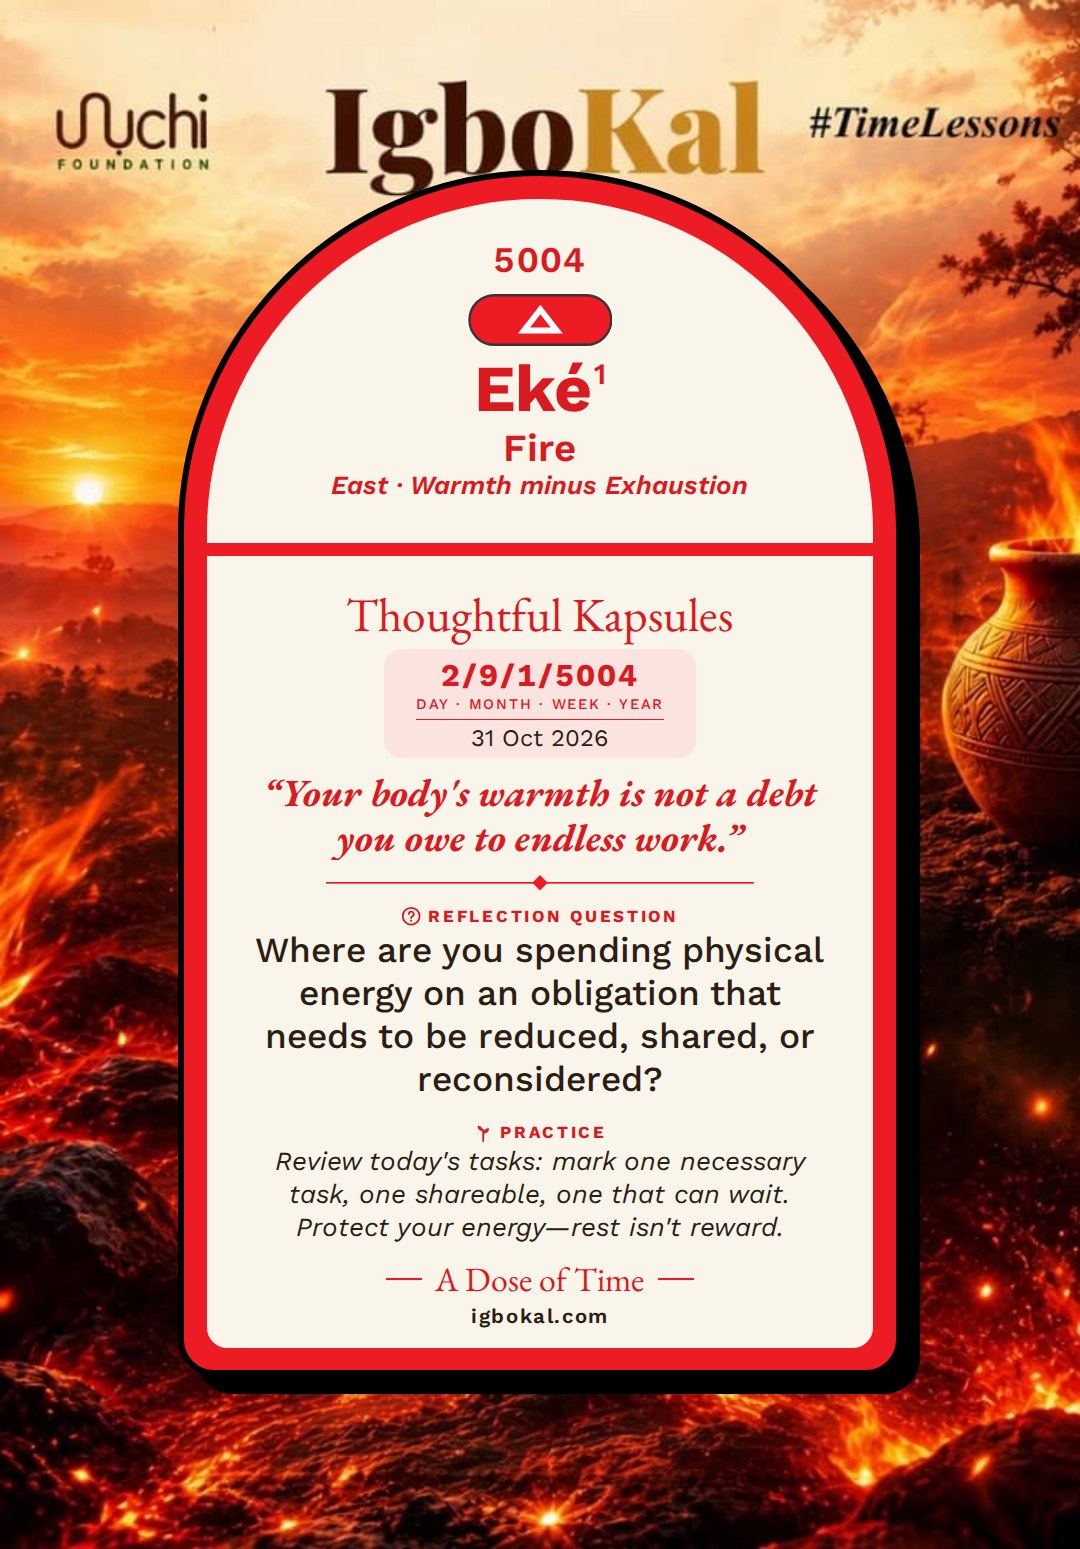 Ụchi
FOUNDATION
IgboKal
#TimeLessons
5004
Eké¹
Fire
East · Warmth minus Exhaustion
Thoughtful Kapsules
2/9/1/5004
DAY · MONTH · WEEK · YEAR
31 Oct 2026
“Your body's warmth is not a debt
you owe to endless work.”
REFLECTION QUESTION
Where are you spending physical
energy on an obligation that
needs to be reduced, shared, or
reconsidered?
PRACTICE
Review today's tasks: mark one necessary
task, one shareable, one that can wait.
Protect your energy—rest isn't reward.
A Dose of Time
igbokal.com